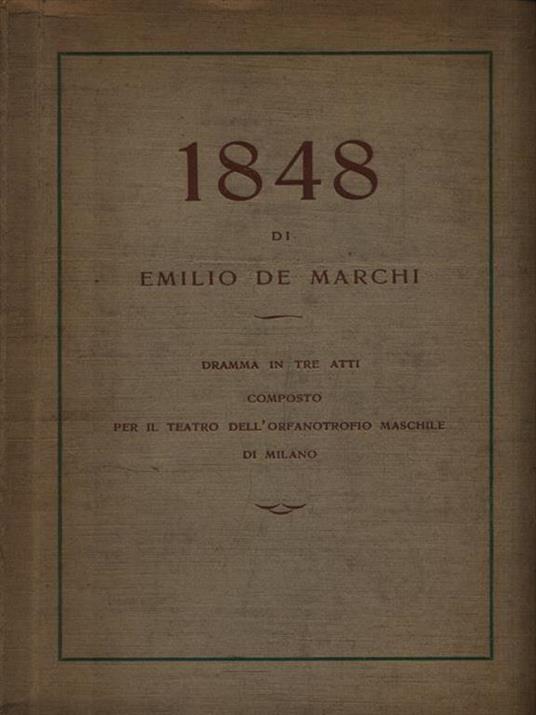 1848
DI
EMILIO DE MARCHI
DRAMMA IN TRE ATTI
COMPOSTO
PER IL TEATRO DELL'ORFANOTROFIO MASCHILE
DI MILANO